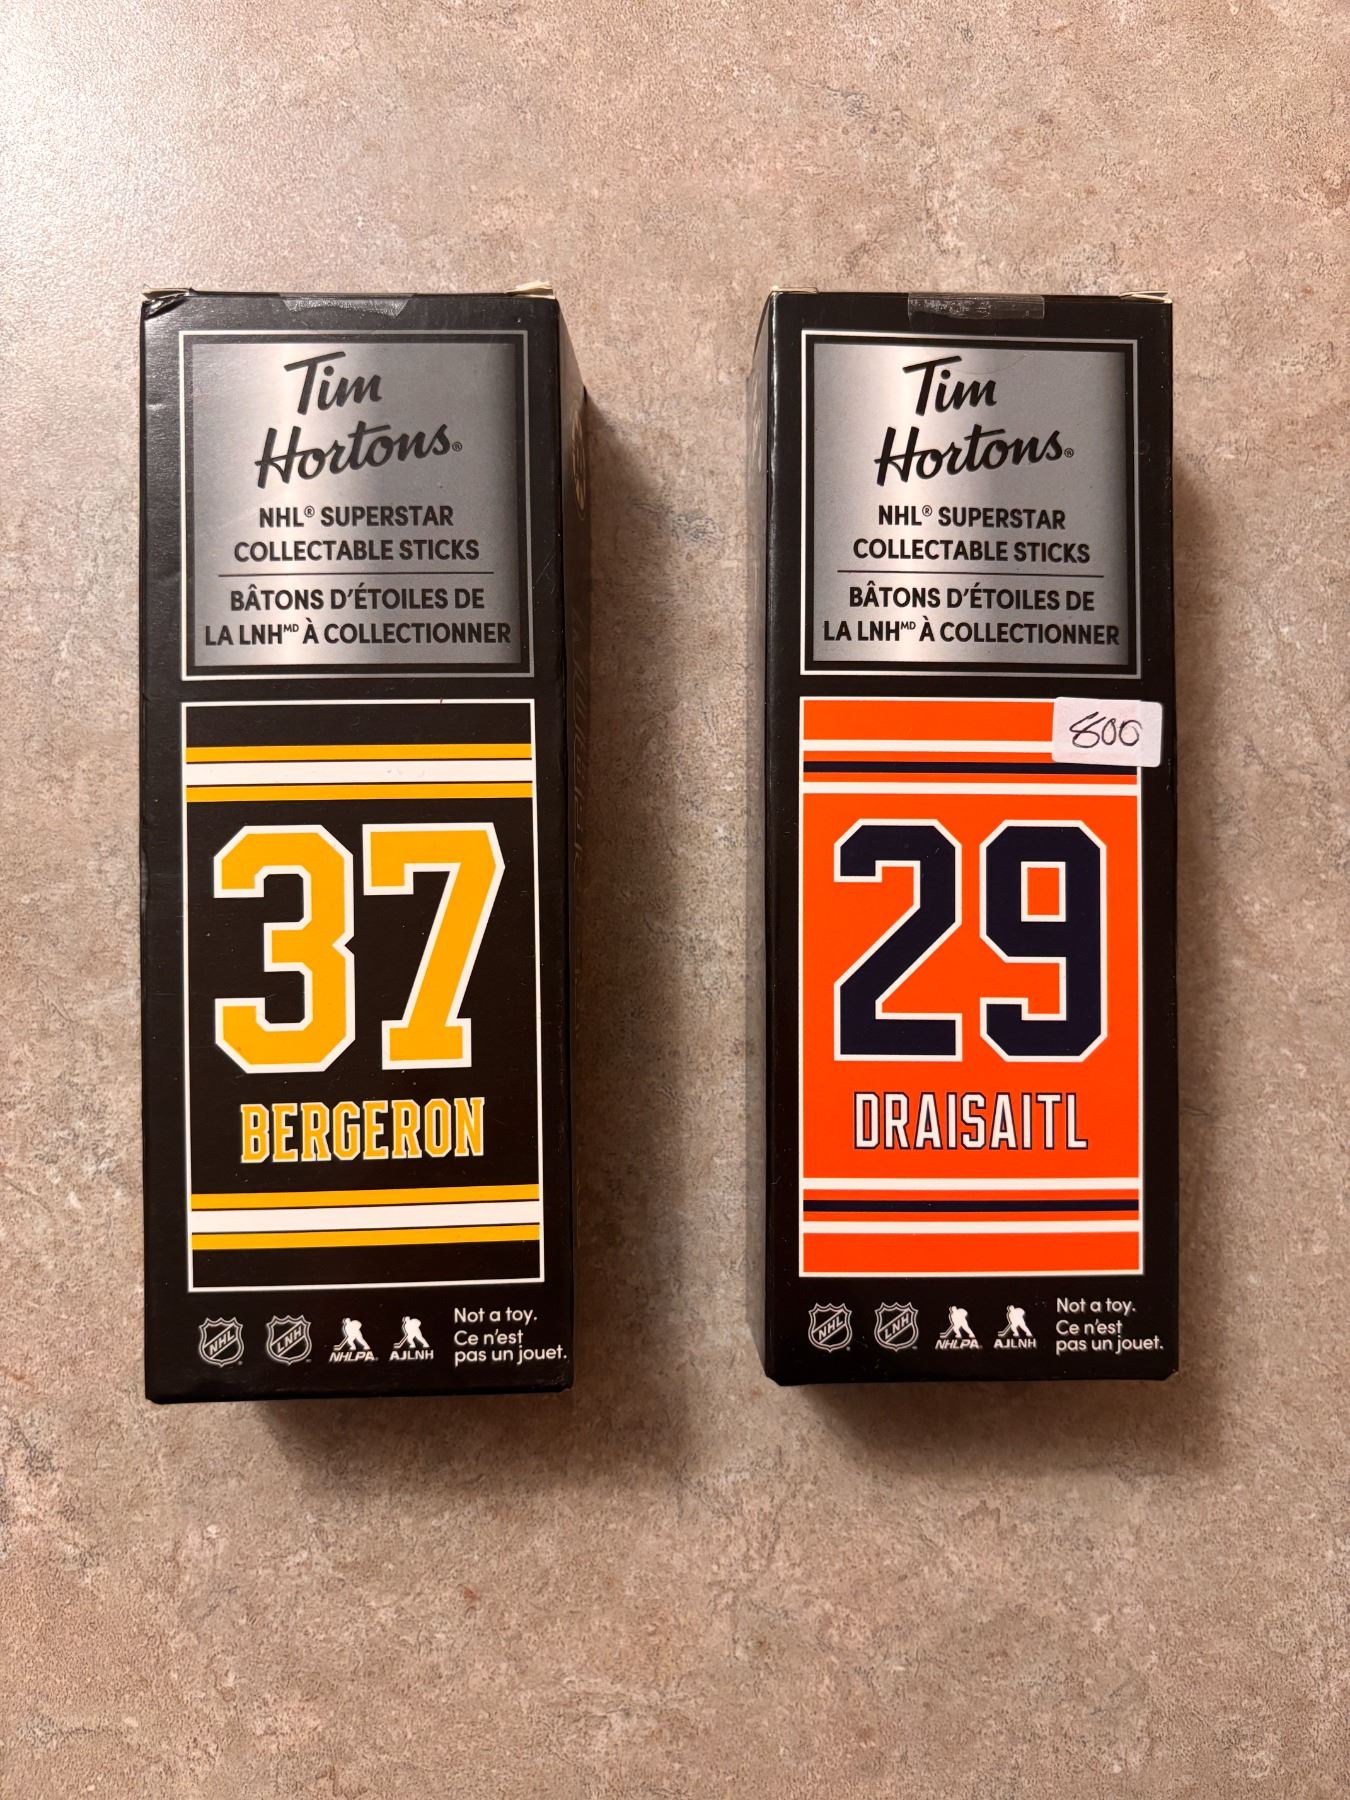 Tim
Hortons®
NHL® SUPERSTAR
COLLECTABLE STICKS
BÂTONS D'ÉTOILES DE
LA LNHᴹᴰ À COLLECTIONNER
37
BERGERON
NHL
LNH
NHLPA
AJLNH
Not a toy.
Ce n'est
pas un jouet.
Tim
Hortons®
NHL® SUPERSTAR
COLLECTABLE STICKS
BÂTONS D'ÉTOILES DE
LA LNHᴹᴰ À COLLECTIONNER
800
29
DRAISAITL
NHL
LNH
NHLPA
AJLNH
Not a toy.
Ce n'est
pas un jouet.